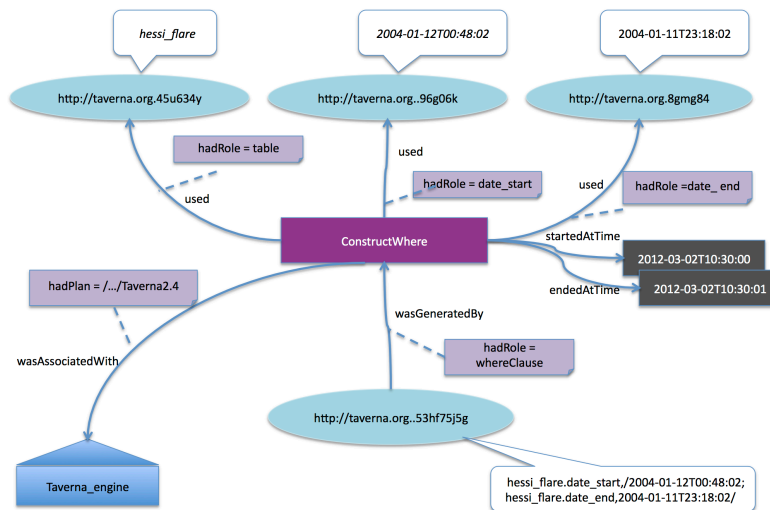 hessi_flare
2004-01-12T00:48:02
2004-01-11T23:18:02
http://taverna.org.45u634y
http://taverna.org..96g06k
http://taverna.org.8gmg84
hadRole = table
used
used
used
hadRole = date_start
hadRole =date_ end
ConstructWhere
startedAtTime
2012-03-02T10:30:00
endedAtTime
2012-03-02T10:30:01
hadPlan = /.../Taverna2.4
wasGeneratedBy
wasAssociatedWith
hadRole =
whereClause
http://taverna.org..53hf75j5g
Taverna_engine
hessi_flare.date_start,/2004-01-12T00:48:02;
hessi_flare.date_end,2004-01-11T23:18:02/